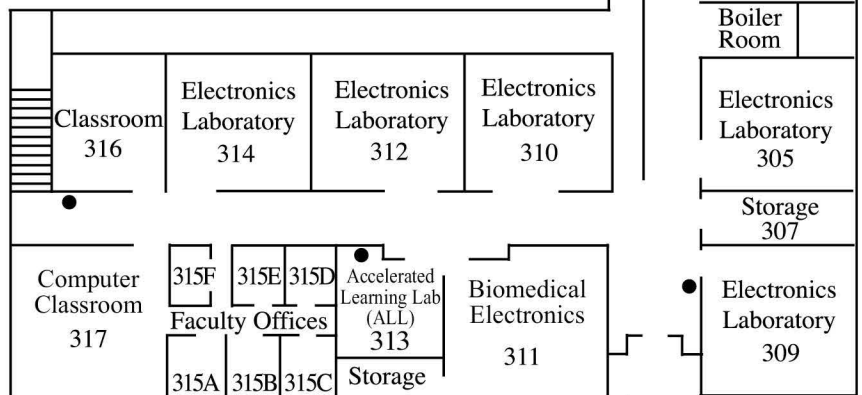 Boiler
Room
Classroom
316
Electronics
Laboratory
314
Electronics
Laboratory
312
Electronics
Laboratory
310
Electronics
Laboratory
305
Storage
307
Computer
Classroom
317
315F
315E
315D
Faculty Offices
315A
315B
315C
Accelerated
Learning Lab
(ALL)
313
Storage
Biomedical
Electronics
311
Electronics
Laboratory
309